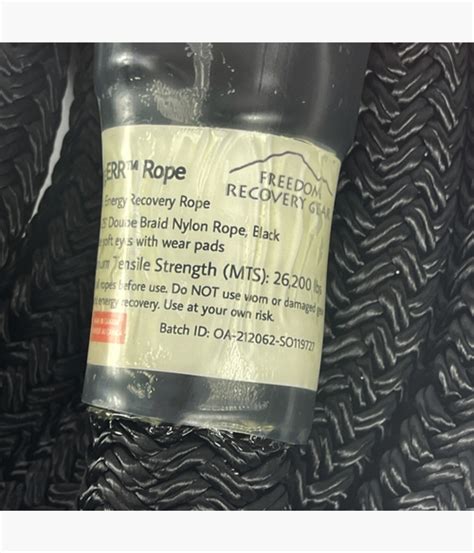 ERR™ Rope
FREEDOM
RECOVERY GEAR
Energy Recovery Rope
Braid Nylon Rope, Black
soft eyes with wear pads
Tensile Strength (MTS): 26,200 lbs
ropes before use. Do NOT use worn or damaged
energy recovery. Use at your own risk.
Batch ID: OA-212062-SO119727